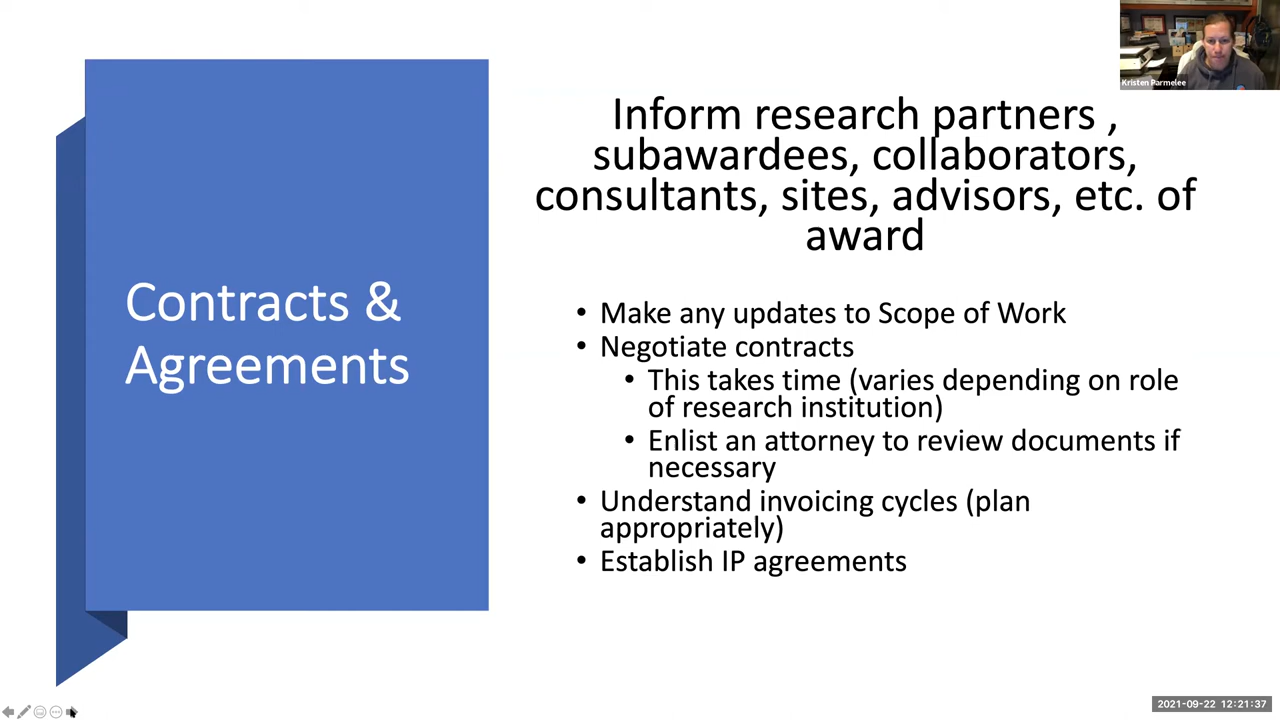 Kristen Parmelee
Contracts &
Agreements
Inform research partners ,
subawardees, collaborators,
consultants, sites, advisors, etc. of
award
• Make any updates to Scope of Work
• Negotiate contracts
• This takes time (varies depending on role
of research institution)
• Enlist an attorney to review documents if
necessary
• Understand invoicing cycles (plan
appropriately)
• Establish IP agreements
2021-09-22 12:21:37